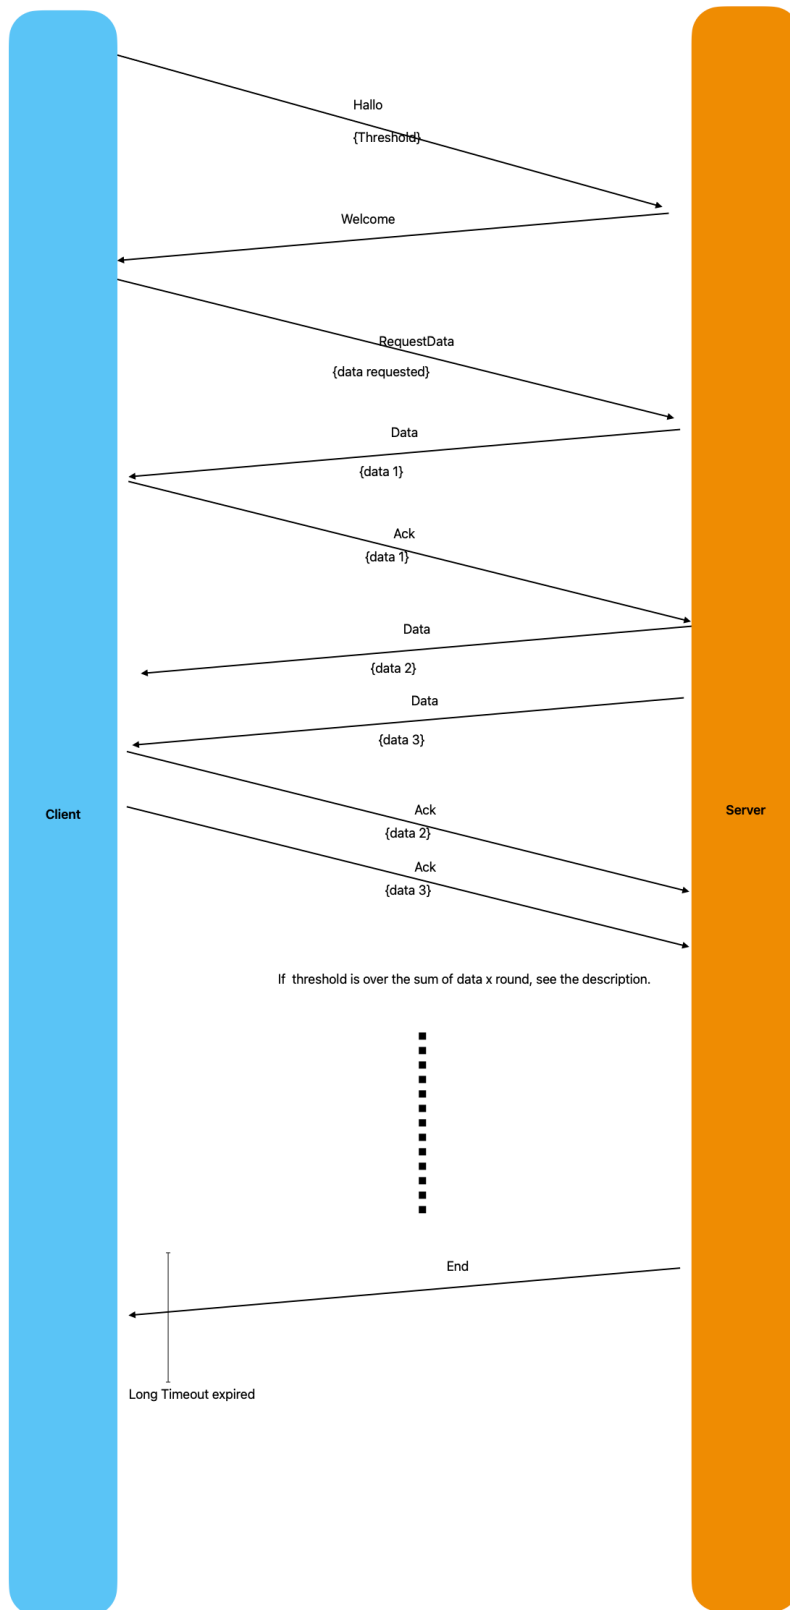 Hallo
{Threshold}
Welcome
RequestData
{data requested}
Data
{data 1}
Ack
{data 1}
Data
{data 2}
Data
{data 3}
Client
Server
Ack
{data 2}
Ack
{data 3}
If threshold is over the sum of data x round, see the description.
End
Long Timeout expired